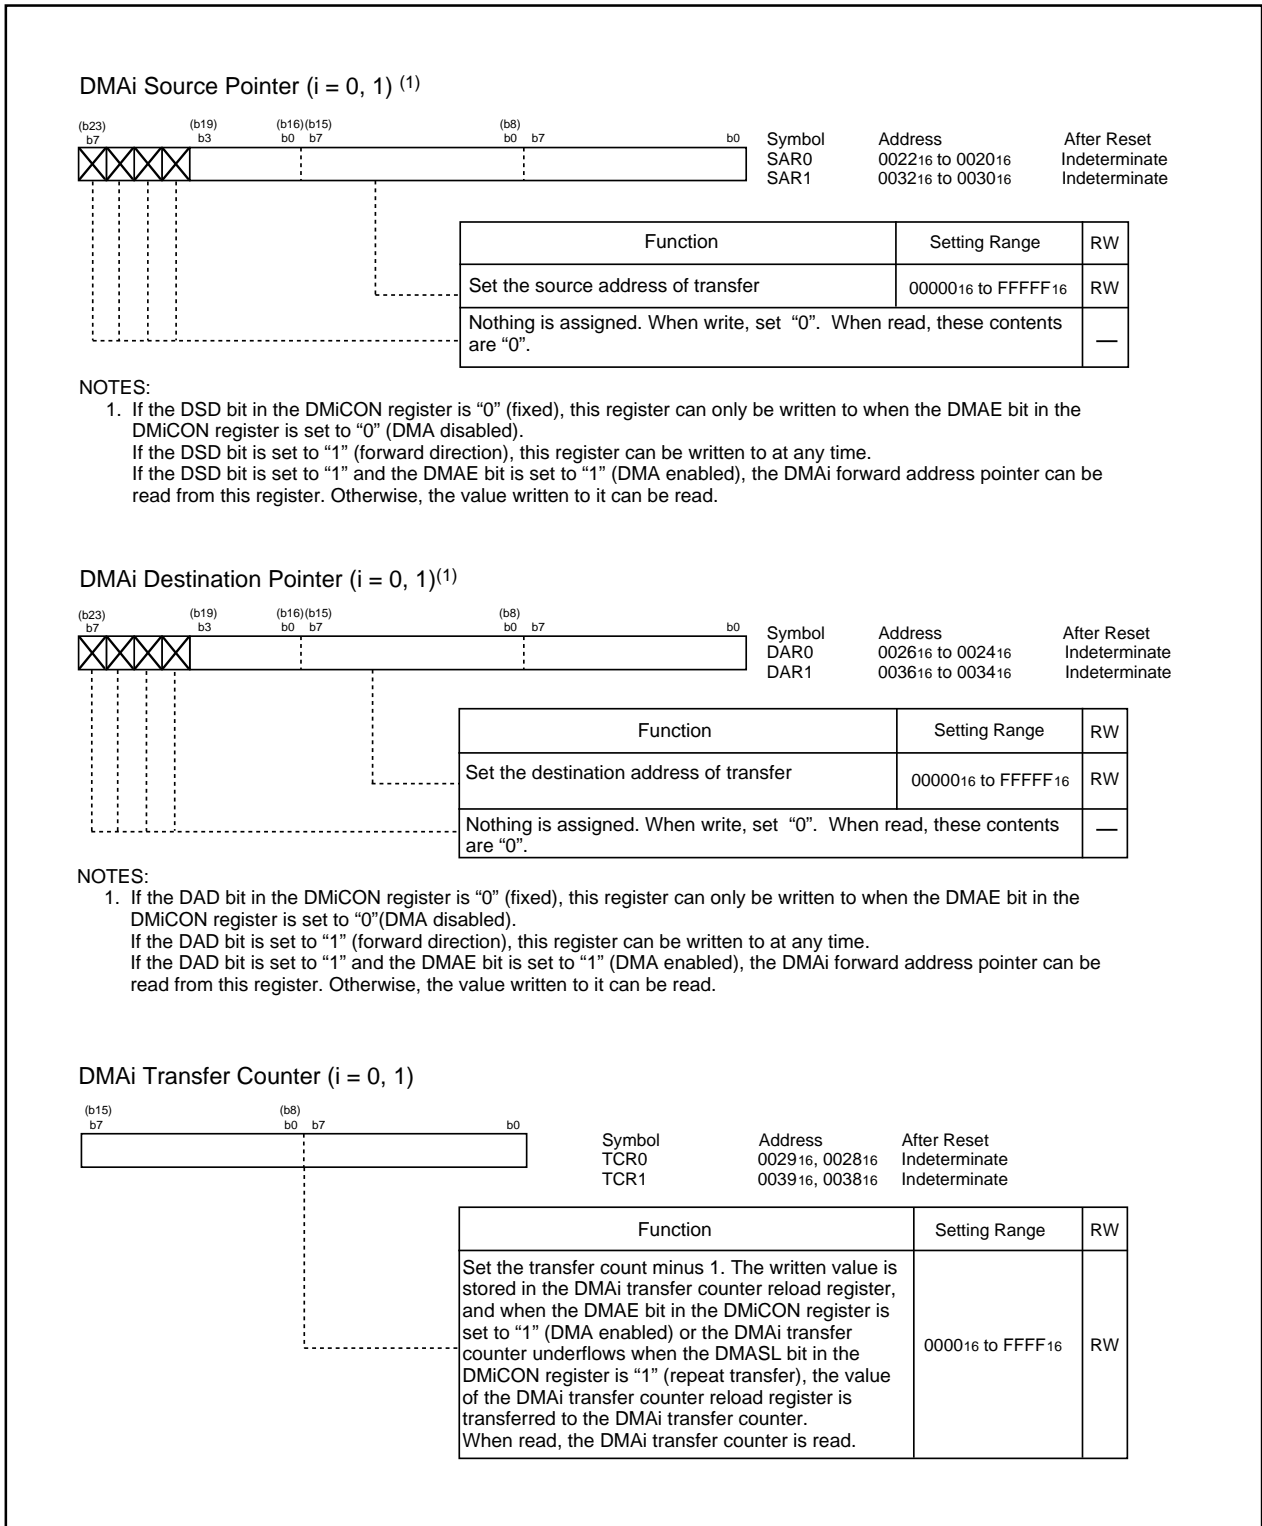 DMAi Source Pointer (i = 0, 1) (1)
(b23) (b19) (b16)(b15) (b8)
b7 b3 b0 b7 b0 b7 b0
Symbol Address After Reset
SAR0 002216 to 002016 Indeterminate
SAR1 003216 to 003016 Indeterminate
Function Setting Range RW
Set the source address of transfer 0000016 to FFFFF16 RW
Nothing is assigned. When write, set “0”. When read, these contents
are “0”. —
NOTES:
1. If the DSD bit in the DMiCON register is “0” (fixed), this register can only be written to when the DMAE bit in the
DMiCON register is set to “0” (DMA disabled).
If the DSD bit is set to “1” (forward direction), this register can be written to at any time.
If the DSD bit is set to “1” and the DMAE bit is set to “1” (DMA enabled), the DMAi forward address pointer can be
read from this register. Otherwise, the value written to it can be read.
DMAi Destination Pointer (i = 0, 1)(1)
(b23) (b19) (b16)(b15) (b8)
b7 b3 b0 b7 b0 b7 b0
Symbol Address After Reset
DAR0 002616 to 002416 Indeterminate
DAR1 003616 to 003416 Indeterminate
Function Setting Range RW
Set the destination address of transfer 0000016 to FFFFF16 RW
Nothing is assigned. When write, set “0”. When read, these contents
are “0”. —
NOTES:
1. If the DAD bit in the DMiCON register is “0” (fixed), this register can only be written to when the DMAE bit in the
DMiCON register is set to “0”(DMA disabled).
If the DAD bit is set to “1” (forward direction), this register can be written to at any time.
If the DAD bit is set to “1” and the DMAE bit is set to “1” (DMA enabled), the DMAi forward address pointer can be
read from this register. Otherwise, the value written to it can be read.
DMAi Transfer Counter (i = 0, 1)
(b15) (b8)
b7 b0 b7 b0
Symbol Address After Reset
TCR0 002916, 002816 Indeterminate
TCR1 003916, 003816 Indeterminate
Function Setting Range RW
Set the transfer count minus 1. The written value is
stored in the DMAi transfer counter reload register,
and when the DMAE bit in the DMiCON register is
set to “1” (DMA enabled) or the DMAi transfer
counter underflows when the DMASL bit in the 000016 to FFFF16 RW
DMiCON register is “1” (repeat transfer), the value
of the DMAi transfer counter reload register is
transferred to the DMAi transfer counter.
When read, the DMAi transfer counter is read.